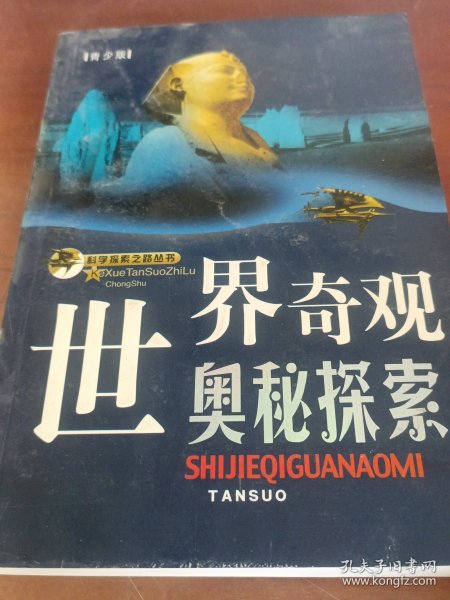 青少版
科学探索之路丛书
KeXueTanSuoZhiLu
ChongShu
世界奇观
奥秘探索
SHIJIEQIGUANAOMI
TANSUO
孔夫子旧书网
www.kongfz.com